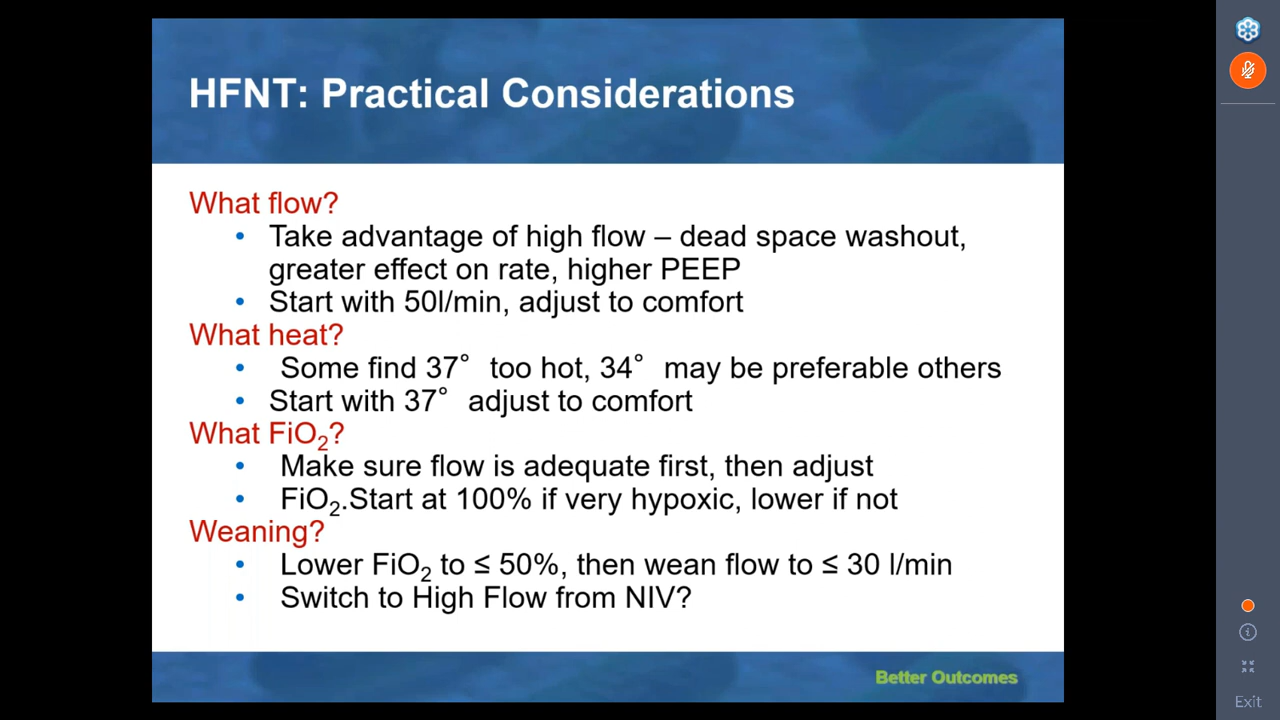 HFNT: Practical Considerations
What flow?
• Take advantage of high flow – dead space washout,
greater effect on rate, higher PEEP
• Start with 50l/min, adjust to comfort
What heat?
• Some find 37° too hot, 34° may be preferable others
• Start with 37° adjust to comfort
What FiO₂?
• Make sure flow is adequate first, then adjust
• FiO₂.Start at 100% if very hypoxic, lower if not
Weaning?
• Lower FiO₂ to ≤ 50%, then wean flow to ≤ 30 l/min
• Switch to High Flow from NIV?
Better Outcomes
Exit